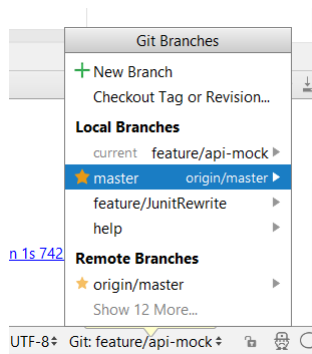 Git Branches
New Branch
Checkout Tag or Revision...
Local Branches
current feature/api-mock
master origin/master
feature/JunitRewrite
help
n 1s 742
Remote Branches
origin/master
Show 12 More...
UTF-8 Git: feature/api-mock